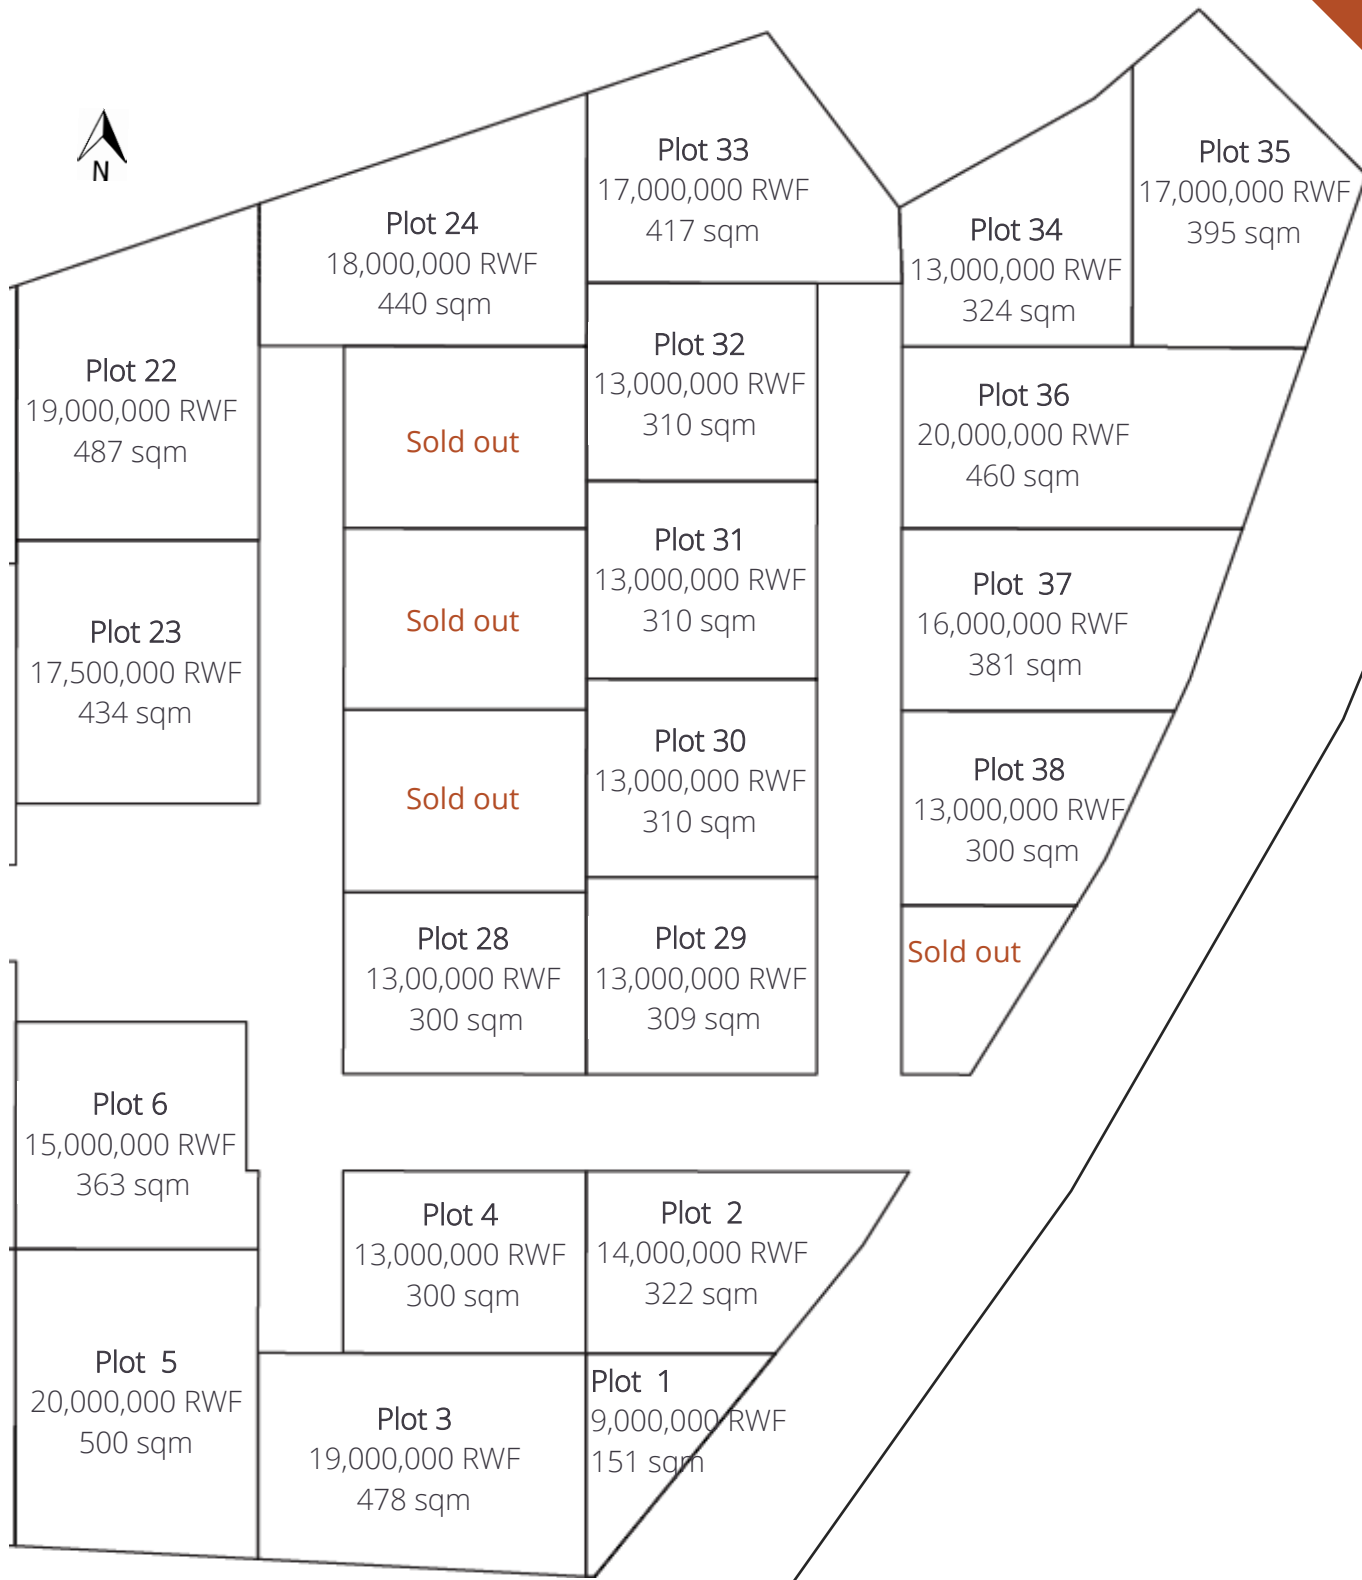 N
Plot 33
17,000,000 RWF
417 sqm
Plot 35
17,000,000 RWF
395 sqm
Plot 24
18,000,000 RWF
440 sqm
Plot 34
13,000,000 RWF
324 sqm
Plot 22
19,000,000 RWF
487 sqm
Sold out
Plot 32
13,000,000 RWF
310 sqm
Plot 36
20,000,000 RWF
460 sqm
Plot 23
17,500,000 RWF
434 sqm
Sold out
Plot 31
13,000,000 RWF
310 sqm
Plot 37
16,000,000 RWF
381 sqm
Sold out
Plot 30
13,000,000 RWF
310 sqm
Plot 38
13,000,000 RWF
300 sqm
Plot 28
13,00,000 RWF
300 sqm
Plot 29
13,000,000 RWF
309 sqm
Sold out
Plot 6
15,000,000 RWF
363 sqm
Plot 4
13,000,000 RWF
300 sqm
Plot 2
14,000,000 RWF
322 sqm
Plot 5
20,000,000 RWF
500 sqm
Plot 3
19,000,000 RWF
478 sqm
Plot 1
9,000,000 RWF
151 sqm